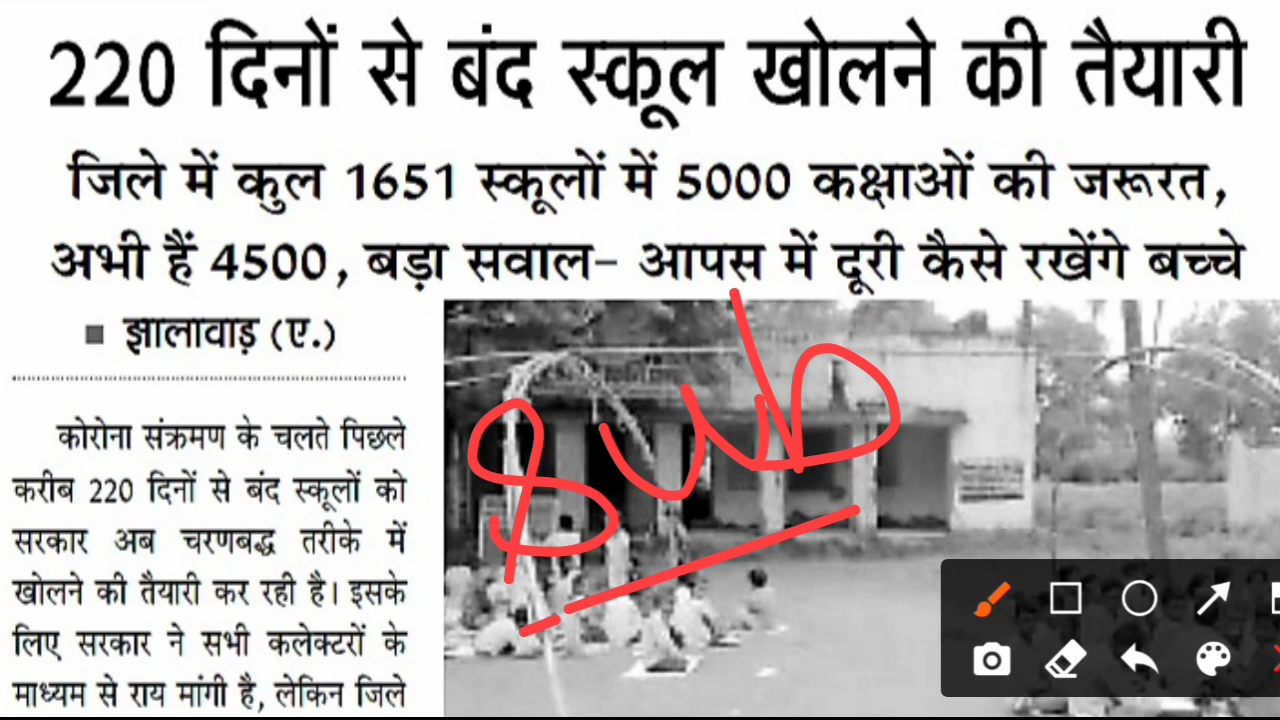 220 दिनों से बंद स्कूल खोलने की तैयारी
जिले में कुल 1651 स्कूलों में 5000 कक्षाओं की जरूरत,
अभी हैं 4500, बड़ा सवाल- आपस में दूरी कैसे रखेंगे बच्चे
■ झालावाड़ (ए.)
कोरोना संक्रमण के चलते पिछले
करीब 220 दिनों से बंद स्कूलों को
सरकार अब चरणबद्ध तरीके में
खोलने की तैयारी कर रही है। इसके
लिए सरकार ने सभी कलेक्टरों के
माध्यम से राय मांगी है, लेकिन जिले
Sub